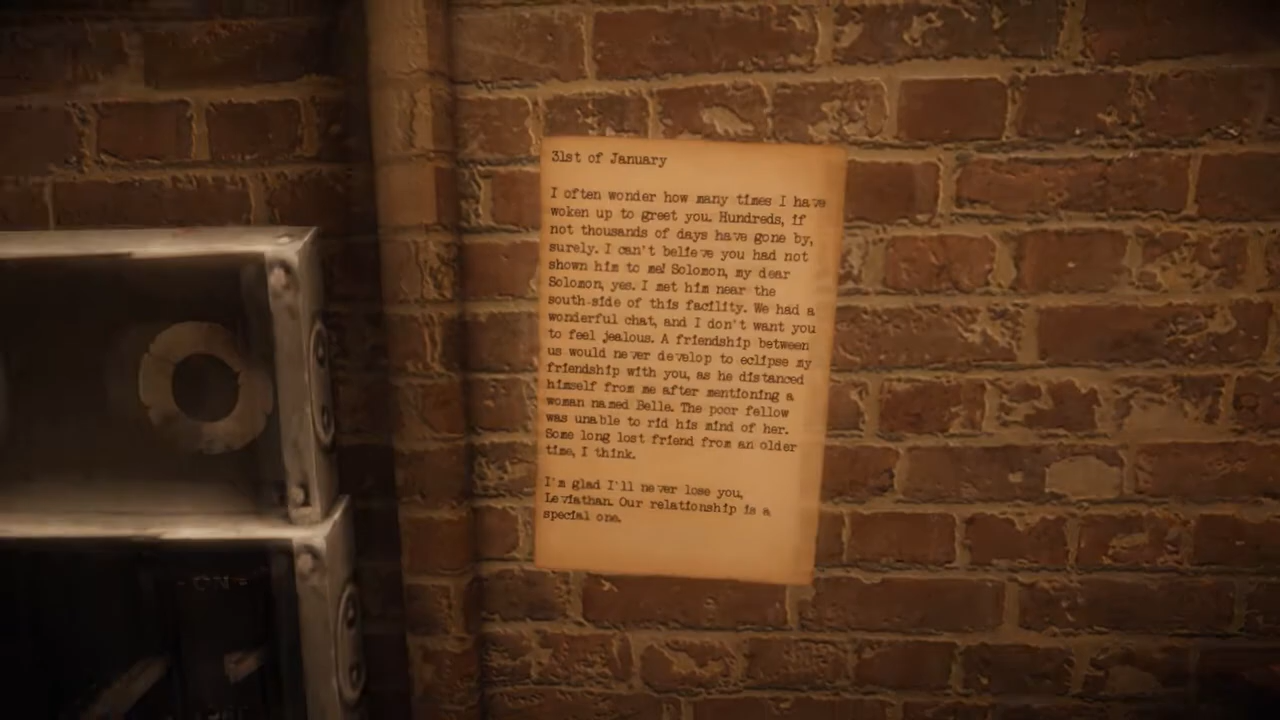 31st of January
I often wonder how many times I have
woken up to greet you. Hundreds, if
not thousands of days have gone by,
surely. I can't believe you had not
shown him to me! Solomon, my dear
Solomon, yes. I met him near the
south-side of this facility. We had a
wonderful chat, and I don't want you
to feel jealous. A friendship between
us would never develop to eclipse my
friendship with you, as he distanced
himself from me after mentioning a
woman named Belle. The poor fellow
was unable to rid his mind of her.
Some long lost friend from an older
time, I think.
I'm glad I'll never lose you,
Leviathan. Our relationship is a
special one.